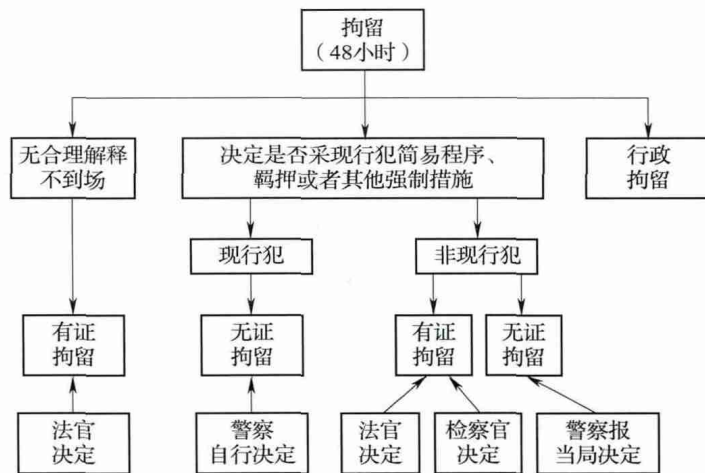 拘留
（48小时）
无合理解释
不到场
决定是否采现行犯简易程序、
羁押或者其他强制措施
行政
拘留
现行犯
非现行犯
有证
拘留
无证
拘留
有证
拘留
无证
拘留
法官
决定
警察
自行决定
法官
决定
检察官
决定
警察报
当局决定